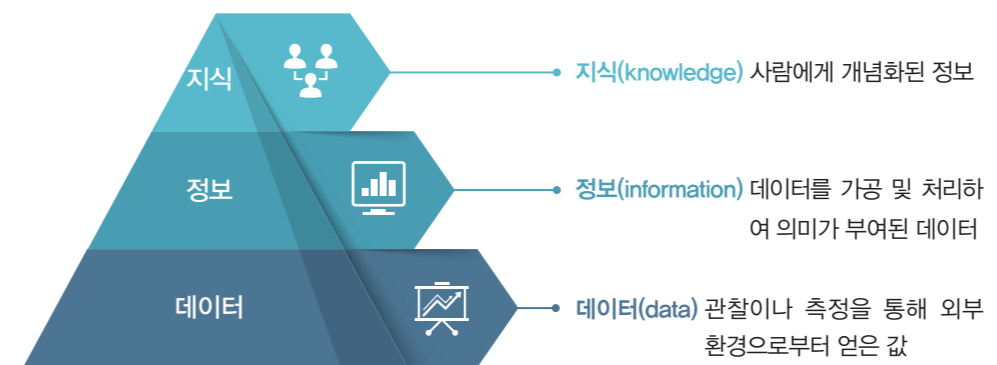 지식
지식(knowledge) 사람에게 개념화된 정보
정보
정보(information) 데이터를 가공 및 처리하
여 의미가 부여된 데이터
데이터
데이터(data) 관찰이나 측정을 통해 외부
환경으로부터 얻은 값